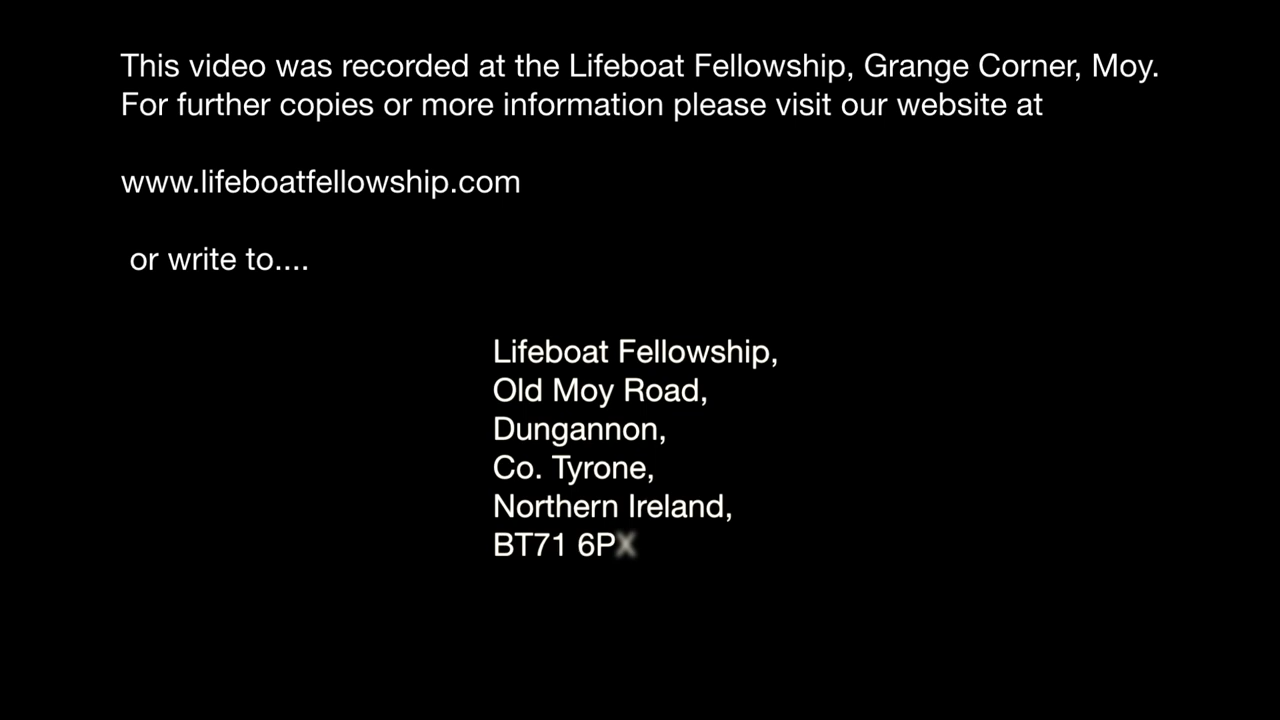 This video was recorded at the Lifeboat Fellowship, Grange Corner, Moy.
For further copies or more information please visit our website at
www.lifeboatfellowship.com
or write to....
Lifeboat Fellowship,
Old Moy Road,
Dungannon,
Co. Tyrone,
Northern Ireland,
BT71 6PX